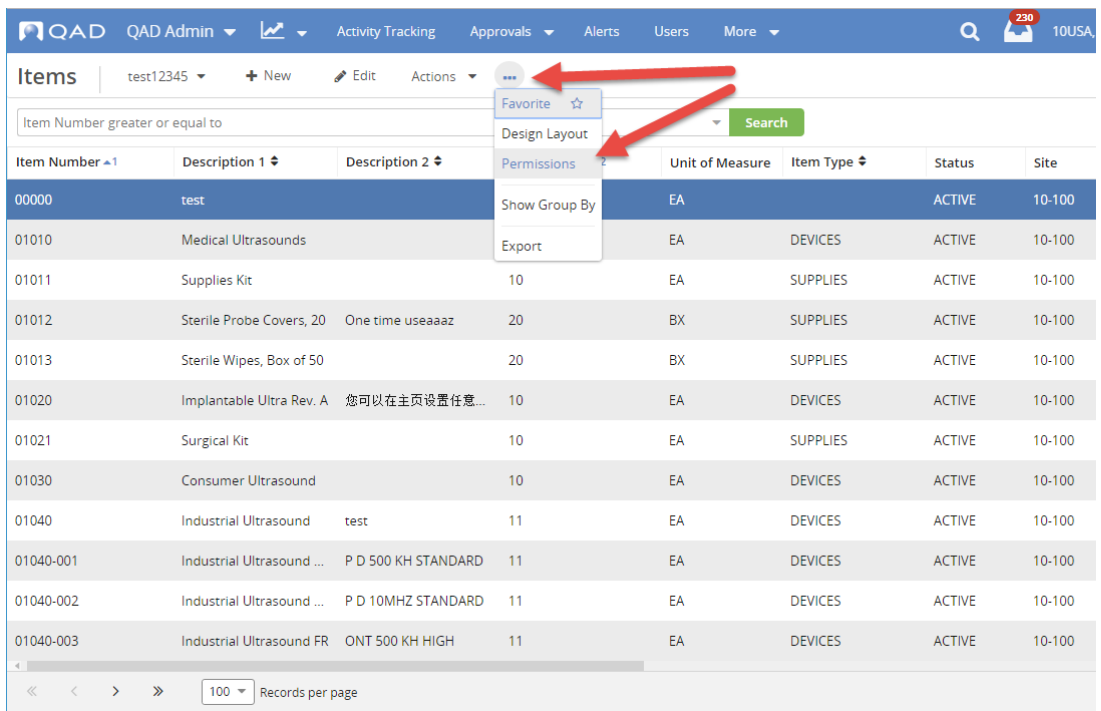 QAD QAD Admin Activity Tracking Approvals Alerts Users More 230 10USA,
Items test12345 + New Edit Actions •••
Favorite
Item Number greater or equal to Search
Design Layout
Item Number 1 Description 1 Description 2 Permissions 2 Unit of Measure Item Type Status Site
00000 test Show Group By EA ACTIVE 10-100
01010 Medical Ultrasounds Export EA DEVICES ACTIVE 10-100
01011 Supplies Kit 10 EA SUPPLIES ACTIVE 10-100
01012 Sterile Probe Covers, 20 One time useaaaz 20 BX SUPPLIES ACTIVE 10-100
01013 Sterile Wipes, Box of 50 20 BX SUPPLIES ACTIVE 10-100
01020 Implantable Ultra Rev. A 您可以在主页设置任意... 10 EA DEVICES ACTIVE 10-100
01021 Surgical Kit 10 EA SUPPLIES ACTIVE 10-100
01030 Consumer Ultrasound 10 EA DEVICES ACTIVE 10-100
01040 Industrial Ultrasound test 11 EA DEVICES ACTIVE 10-100
01040-001 Industrial Ultrasound ... P D 500 KH STANDARD 11 EA DEVICES ACTIVE 10-100
01040-002 Industrial Ultrasound ... P D 10MHZ STANDARD 11 EA DEVICES ACTIVE 10-100
01040-003 Industrial Ultrasound FR ONT 500 KH HIGH 11 EA DEVICES ACTIVE 10-100
100 Records per page